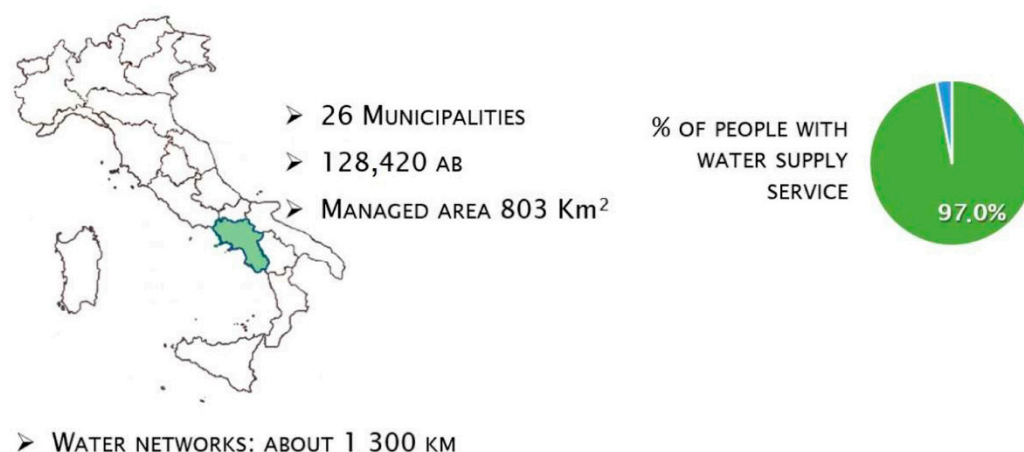 ➢ 26 Municipalities
➢ 128,420 ab
➢ Managed area 803 Km²
% of people with
water supply
service
97.0%
➢ Water networks: about 1 300 km